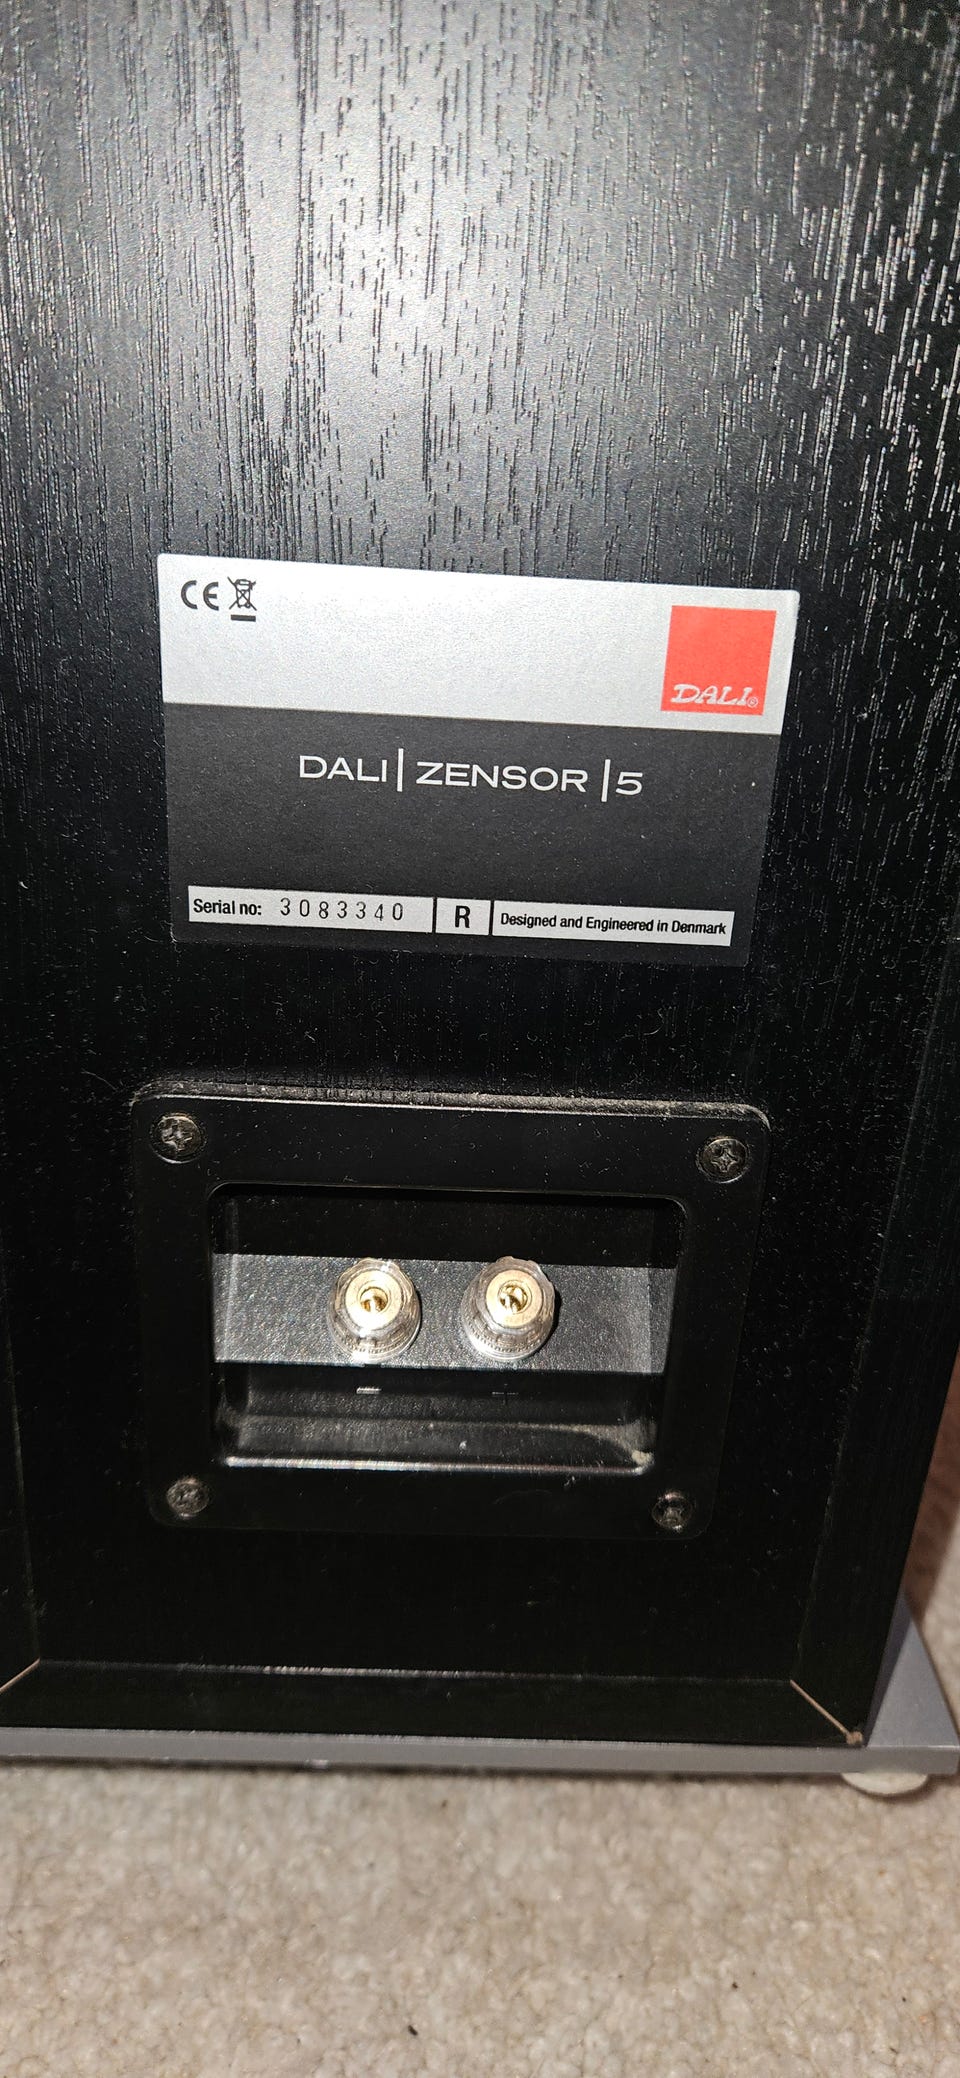 CE
DALI®
DALI|ZENSOR|5
Serial no: 3083340 R Designed and Engineered in Denmark
- +